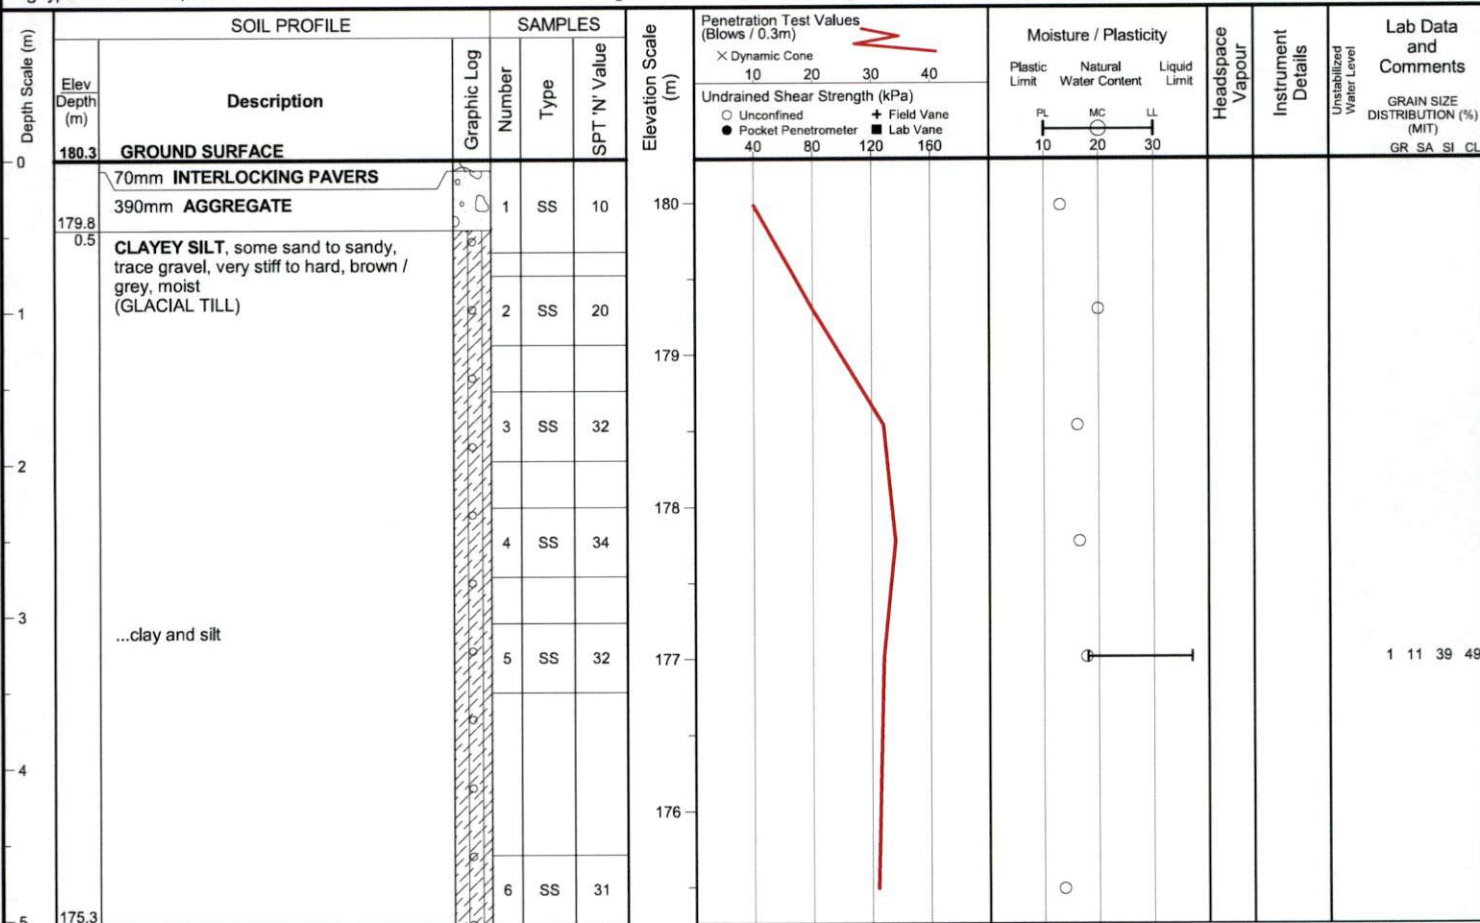 SOIL PROFILE
SAMPLES
Depth Scale (m)
Elev
Depth
(m)
Description
Graphic Log
Number
Type
SPT 'N' Value
Elevation Scale
(m)
Penetration Test Values
(Blows / 0.3m)
× Dynamic Cone
10 20 30 40
Undrained Shear Strength (kPa)
Unconfined + Field Vane
Pocket Penetrometer ■ Lab Vane
40 80 120 160
Moisture / Plasticity
Plastic
Limit
Natural
Water Content
Liquid
Limit
PL MC LL
10 20 30
Headspace
Vapour
Instrument
Details
Unstabilized
Water Level
Lab Data
and
Comments
GRAIN SIZE
DISTRIBUTION (%)
(MIT)
GR SA SI CL
0
180.3 GROUND SURFACE
70mm INTERLOCKING PAVERS
390mm AGGREGATE
1 SS 10
180
179.8
0.5
CLAYEY SILT, some sand to sandy,
trace gravel, very stiff to hard, brown /
grey, moist
(GLACIAL TILL)
1
2 SS 20
179
3 SS 32
2
178
4 SS 34
3
...clay and silt
5 SS 32
177
1 11 39 49
4
176
6 SS 31
175.3
5